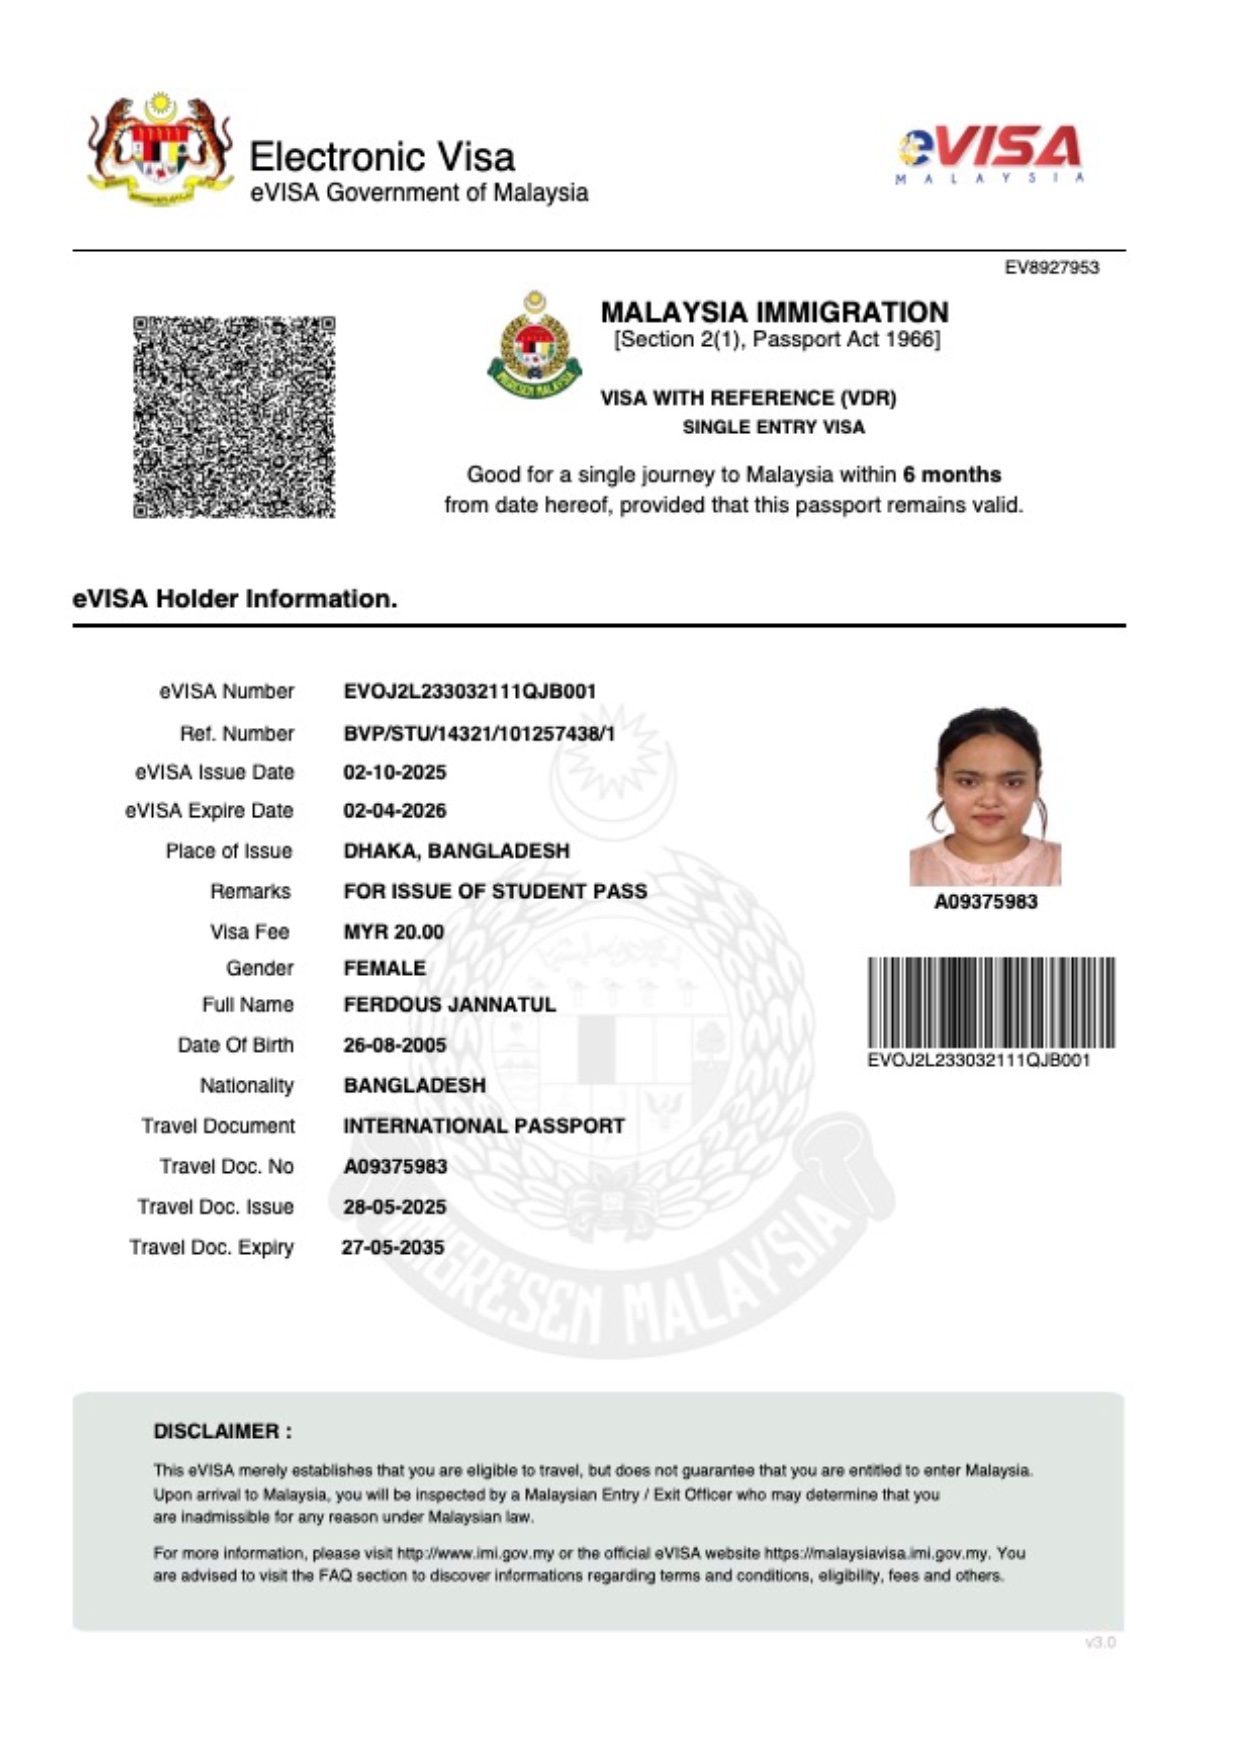 Electronic Visa
eVISA Government of Malaysia
eVISA
MALAYSIA
EV8927953
MALAYSIA IMMIGRATION
[Section 2(1), Passport Act 1966]
IMIGRESEN MALAYSIA
VISA WITH REFERENCE (VDR)
SINGLE ENTRY VISA
Good for a single journey to Malaysia within 6 months
from date hereof, provided that this passport remains valid.
eVISA Holder Information.
eVISA Number EVOJ2L233032111QJB001
Ref. Number BVP/STU/14321/101257438/1
eVISA Issue Date 02-10-2025
eVISA Expire Date 02-04-2026
Place of Issue DHAKA, BANGLADESH
Remarks FOR ISSUE OF STUDENT PASS
Visa Fee MYR 20.00
Gender FEMALE
Full Name FERDOUS JANNATUL
Date Of Birth 26-08-2005
Nationality BANGLADESH
Travel Document INTERNATIONAL PASSPORT
Travel Doc. No A09375983
Travel Doc. Issue 28-05-2025
Travel Doc. Expiry 27-05-2035
A09375983
EVOJ2L233032111QJB001
IMIGRESEN MALAYSIA
DISCLAIMER :
This eVISA merely establishes that you are eligible to travel, but does not guarantee that you are entitled to enter Malaysia.
Upon arrival to Malaysia, you will be inspected by a Malaysian Entry / Exit Officer who may determine that you
are inadmissible for any reason under Malaysian law.
For more information, please visit http://www.imi.gov.my or the official eVISA website https://malaysiavisa.imi.gov.my. You
are advised to visit the FAQ section to discover informations regarding terms and conditions, eligibility, fees and others.
v3.0